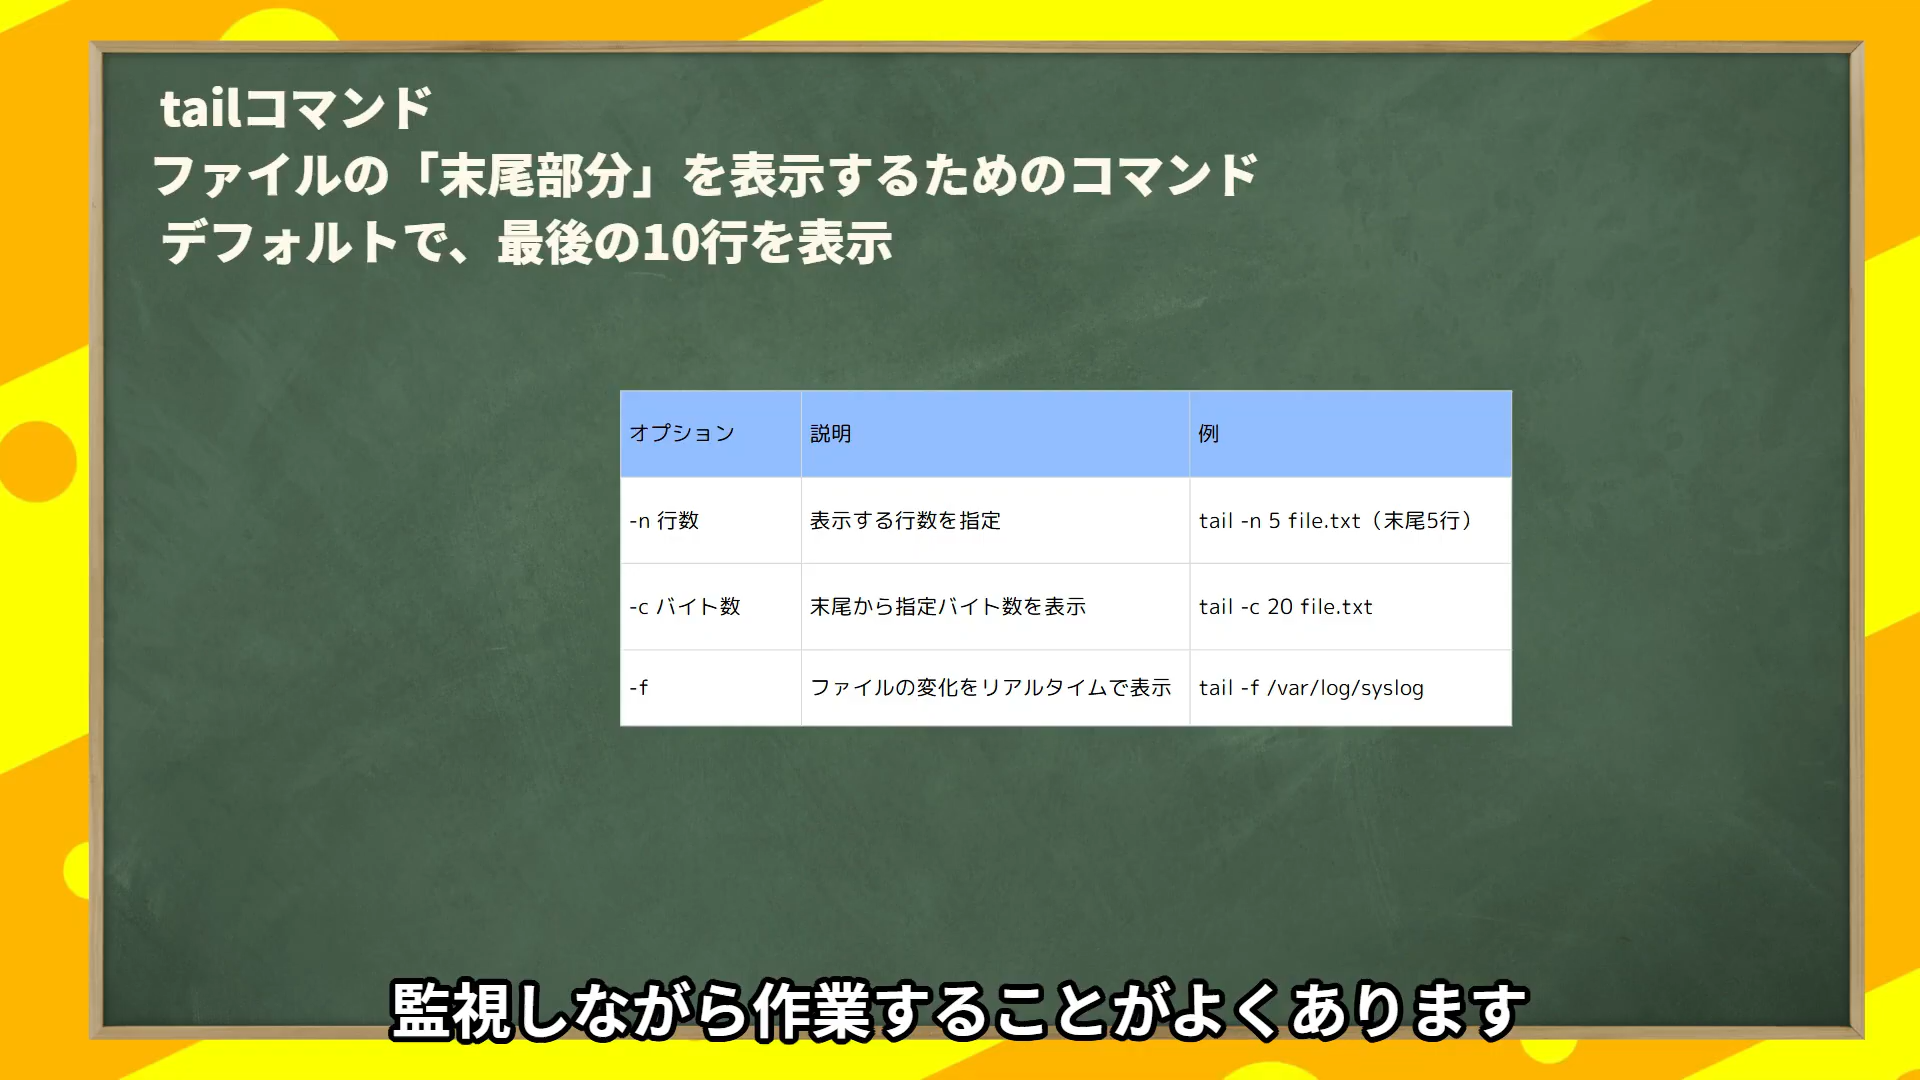 tailコマンド
ファイルの「末尾部分」を表示するためのコマンド
デフォルトで、最後の10行を表示
オプション 説明 例
-n 行数 表示する行数を指定 tail -n 5 file.txt（末尾5行）
-c バイト数 末尾から指定バイト数を表示 tail -c 20 file.txt
-f ファイルの変化をリアルタイムで表示 tail -f /var/log/syslog
監視しながら作業することがよくあります